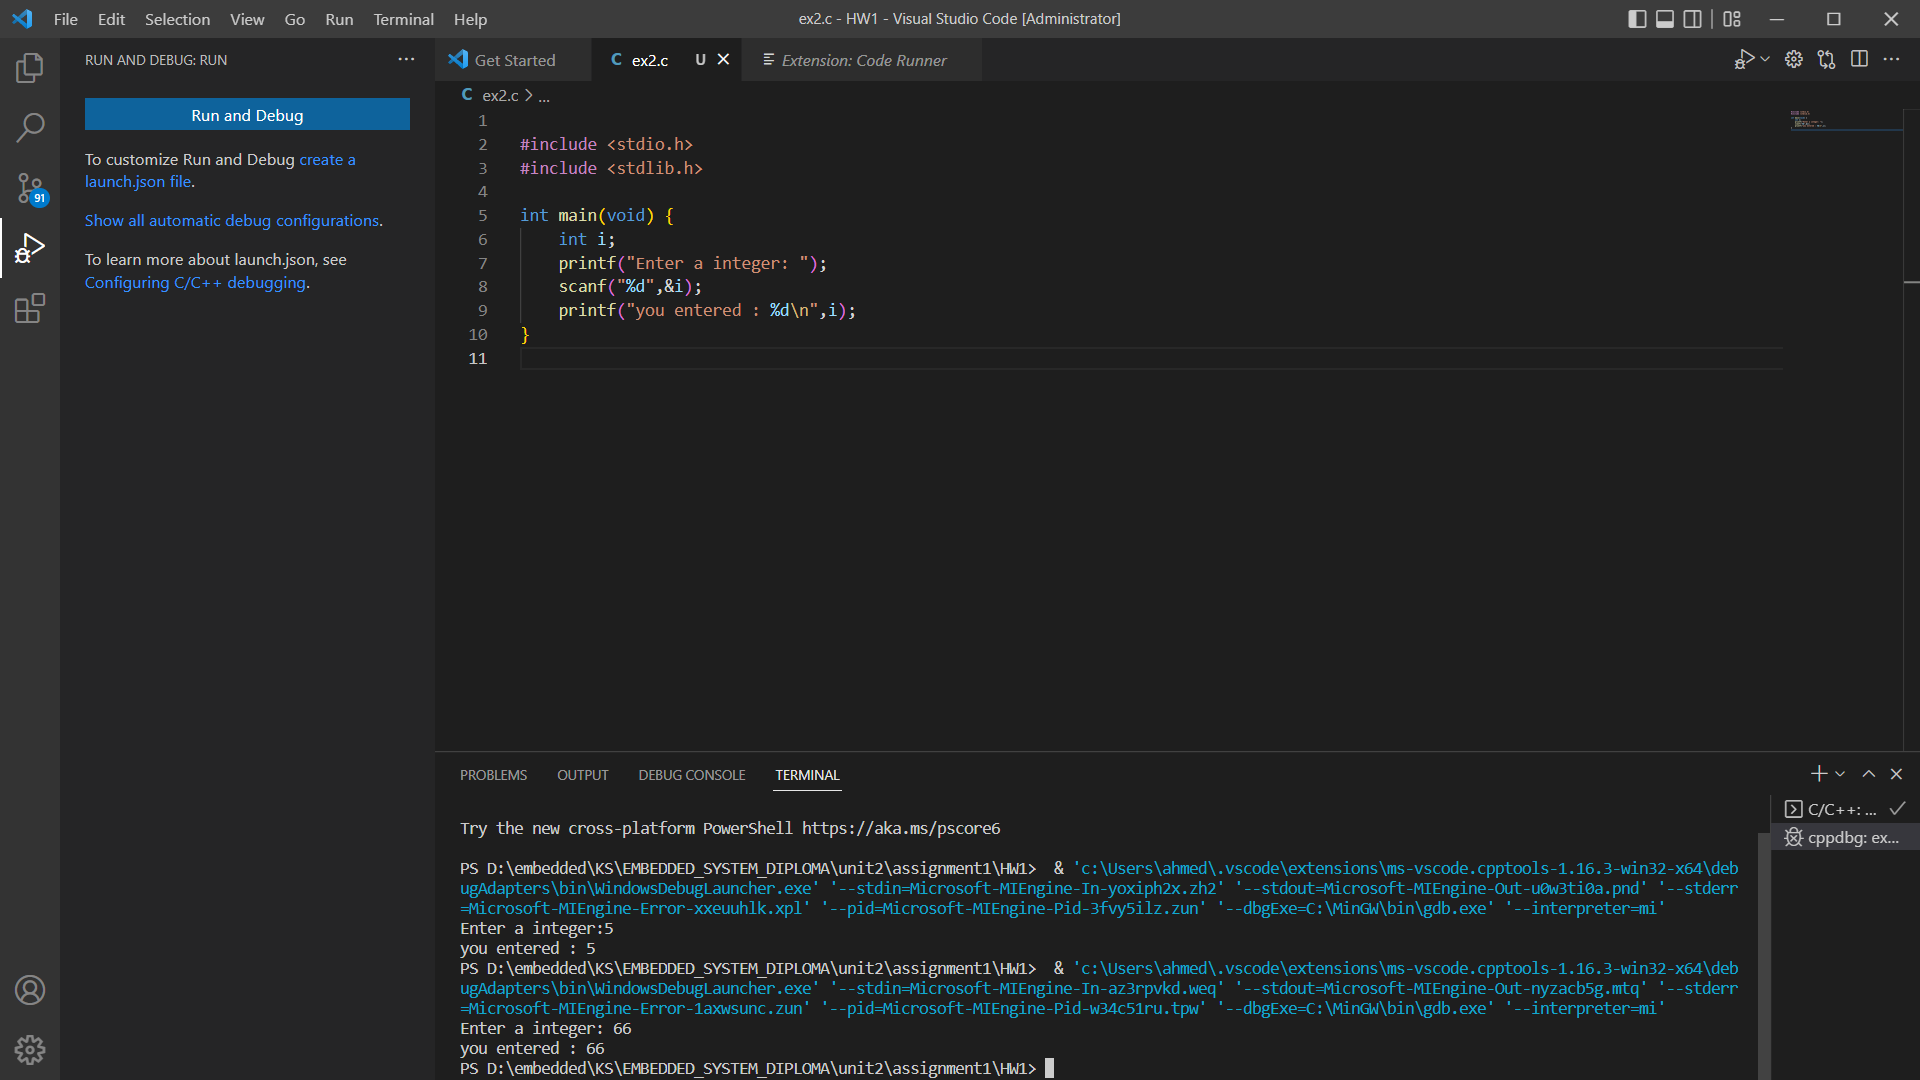 File Edit Selection View Go Run Terminal Help
ex2.c - HW1 - Visual Studio Code [Administrator]
RUN AND DEBUG: RUN
Run and Debug
To customize Run and Debug create a
launch.json file.
Show all automatic debug configurations.
To learn more about launch.json, see
Configuring C/C++ debugging.
91
Get Started
C ex2.c U
Extension: Code Runner
C ex2.c > ...
1
2 #include <stdio.h>
3 #include <stdlib.h>
4
5 int main(void) {
6 int i;
7 printf("Enter a integer: ");
8 scanf("%d",&i);
9 printf("you entered : %d\n",i);
10 }
11
PROBLEMS OUTPUT DEBUG CONSOLE TERMINAL
Try the new cross-platform PowerShell https://aka.ms/pscore6
PS D:\embedded\KS\EMBEDDED_SYSTEM_DIPLOMA\unit2\assignment1\HW1>  & 'c:\Users\ahmed\.vscode\extensions\ms-vscode.cpptools-1.16.3-win32-x64\deb
ugAdapters\bin\WindowsDebugLauncher.exe' '--stdin=Microsoft-MIEngine-In-yoxiph2x.zh2' '--stdout=Microsoft-MIEngine-Out-u0w3ti0a.pnd' '--stderr
=Microsoft-MIEngine-Error-xxeuuhlk.xpl' '--pid=Microsoft-MIEngine-Pid-3fvy5ilz.zun' '--dbgExe=C:\MinGW\bin\gdb.exe' '--interpreter=mi'
Enter a integer:5
you entered : 5
PS D:\embedded\KS\EMBEDDED_SYSTEM_DIPLOMA\unit2\assignment1\HW1>  & 'c:\Users\ahmed\.vscode\extensions\ms-vscode.cpptools-1.16.3-win32-x64\deb
ugAdapters\bin\WindowsDebugLauncher.exe' '--stdin=Microsoft-MIEngine-In-az3rpvkd.weq' '--stdout=Microsoft-MIEngine-Out-nyzacb5g.mtq' '--stderr
=Microsoft-MIEngine-Error-1axwsunc.zun' '--pid=Microsoft-MIEngine-Pid-w34c51ru.tpw' '--dbgExe=C:\MinGW\bin\gdb.exe' '--interpreter=mi'
Enter a integer: 66
you entered : 66
PS D:\embedded\KS\EMBEDDED_SYSTEM_DIPLOMA\unit2\assignment1\HW1>
C/C++: ...
cppdbg: ex...